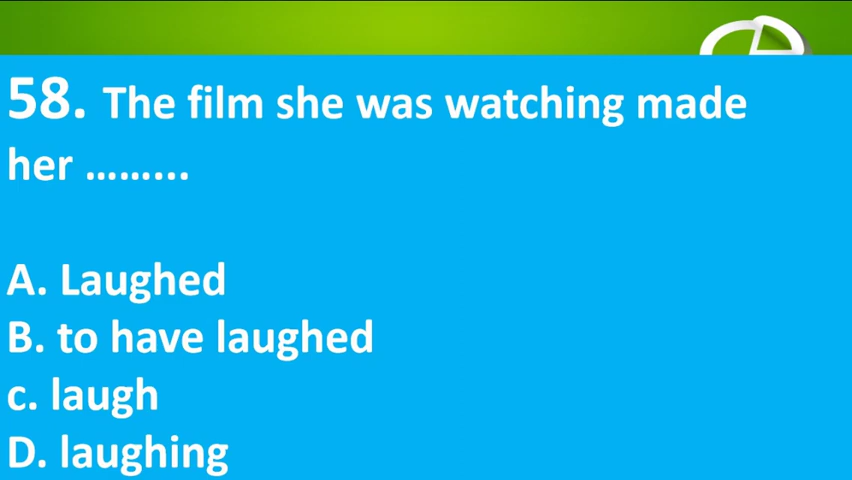 58. The film she was watching made
her ………...
A. Laughed
B. to have laughed
c. laugh
D. laughing